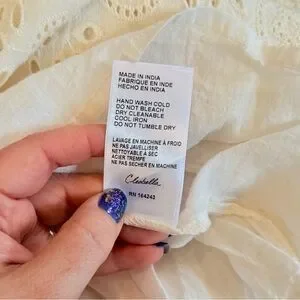 MADE IN INDIA
FABRIQUE EN INDE
HECHO EN INDIA
HAND WASH COLD
DO NOT BLEACH
DRY CLEANABLE
COOL IRON
DO NOT TUMBLE DRY
LAVAGE EN MACHINE À FROID
NE PAS JAVELLISER
NETTOYABLE A SEC
ACIER TREMPE
NE PAS SECHER EN MACHINE
Cleobella
RN 164243